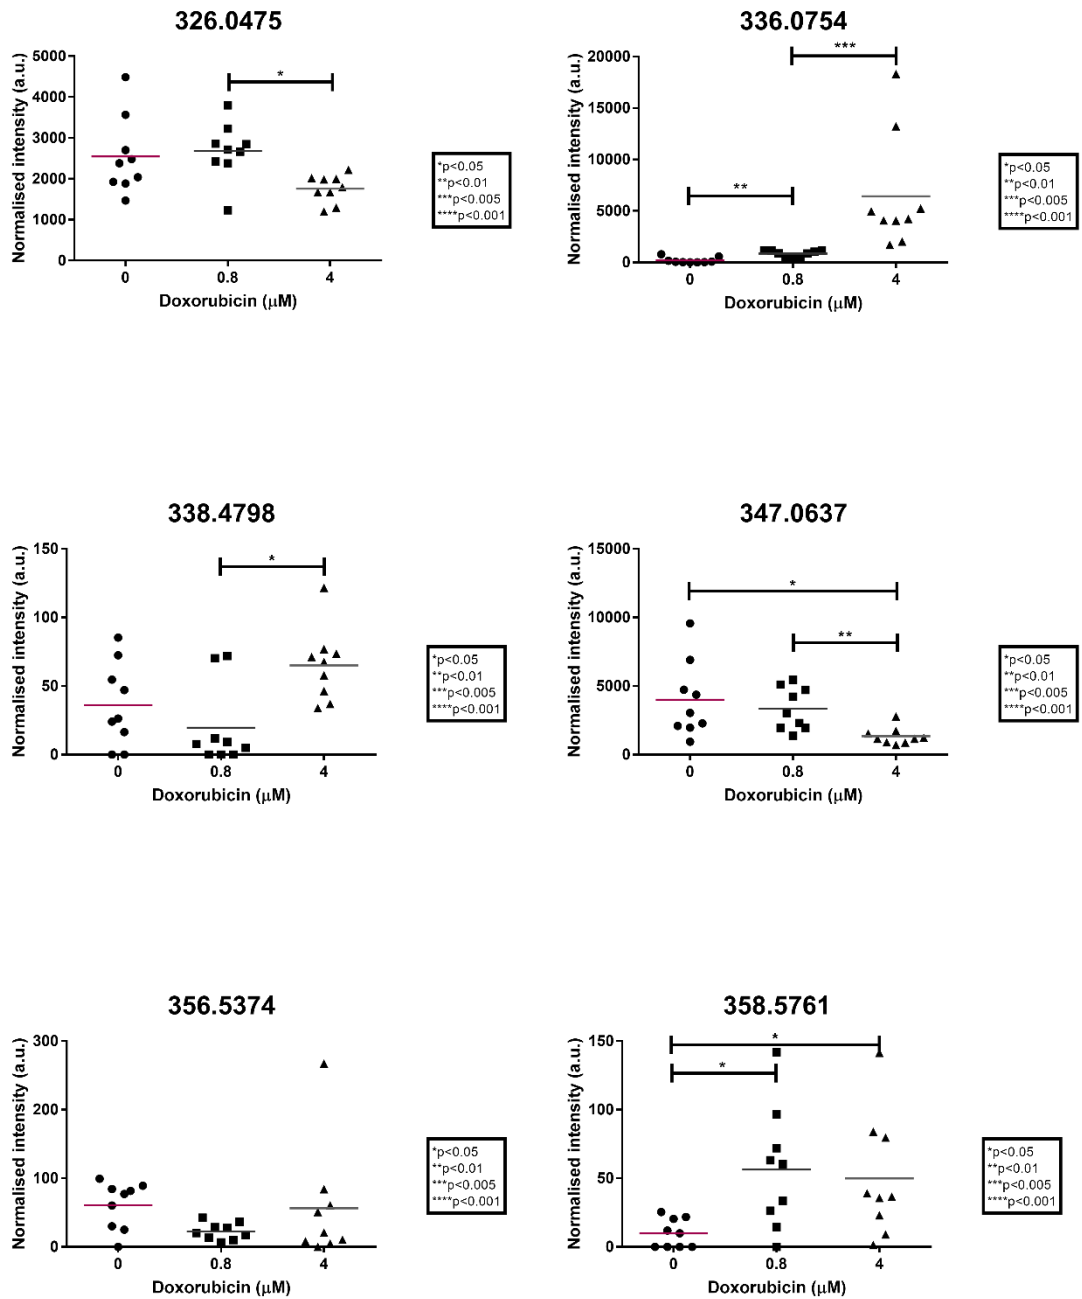 326.0475
336.0754
Normalised intensity (a.u.)
5000
4000
3000
2000
1000
0
*
0
0.8
4
Doxorubicin (μM)
*p<0.05
**p<0.01
***p<0.005
****p<0.001
Normalised intensity (a.u.)
20000
15000
10000
5000
0
**
***
0
0.8
4
Doxorubicin (μM)
*p<0.05
**p<0.01
***p<0.005
****p<0.001
338.4798
347.0637
Normalised intensity (a.u.)
150
100
50
0
*
0
0.8
4
Doxorubicin (μM)
*p<0.05
**p<0.01
***p<0.005
****p<0.001
Normalised intensity (a.u.)
15000
10000
5000
0
*
**
0
0.8
4
Doxorubicin (μM)
*p<0.05
**p<0.01
***p<0.005
****p<0.001
356.5374
358.5761
Normalised intensity (a.u.)
300
200
100
0
0
0.8
4
Doxorubicin (μM)
*p<0.05
**p<0.01
***p<0.005
****p<0.001
Normalised intensity (a.u.)
150
100
50
0
*
*
0
0.8
4
Doxorubicin (μM)
*p<0.05
**p<0.01
***p<0.005
****p<0.001